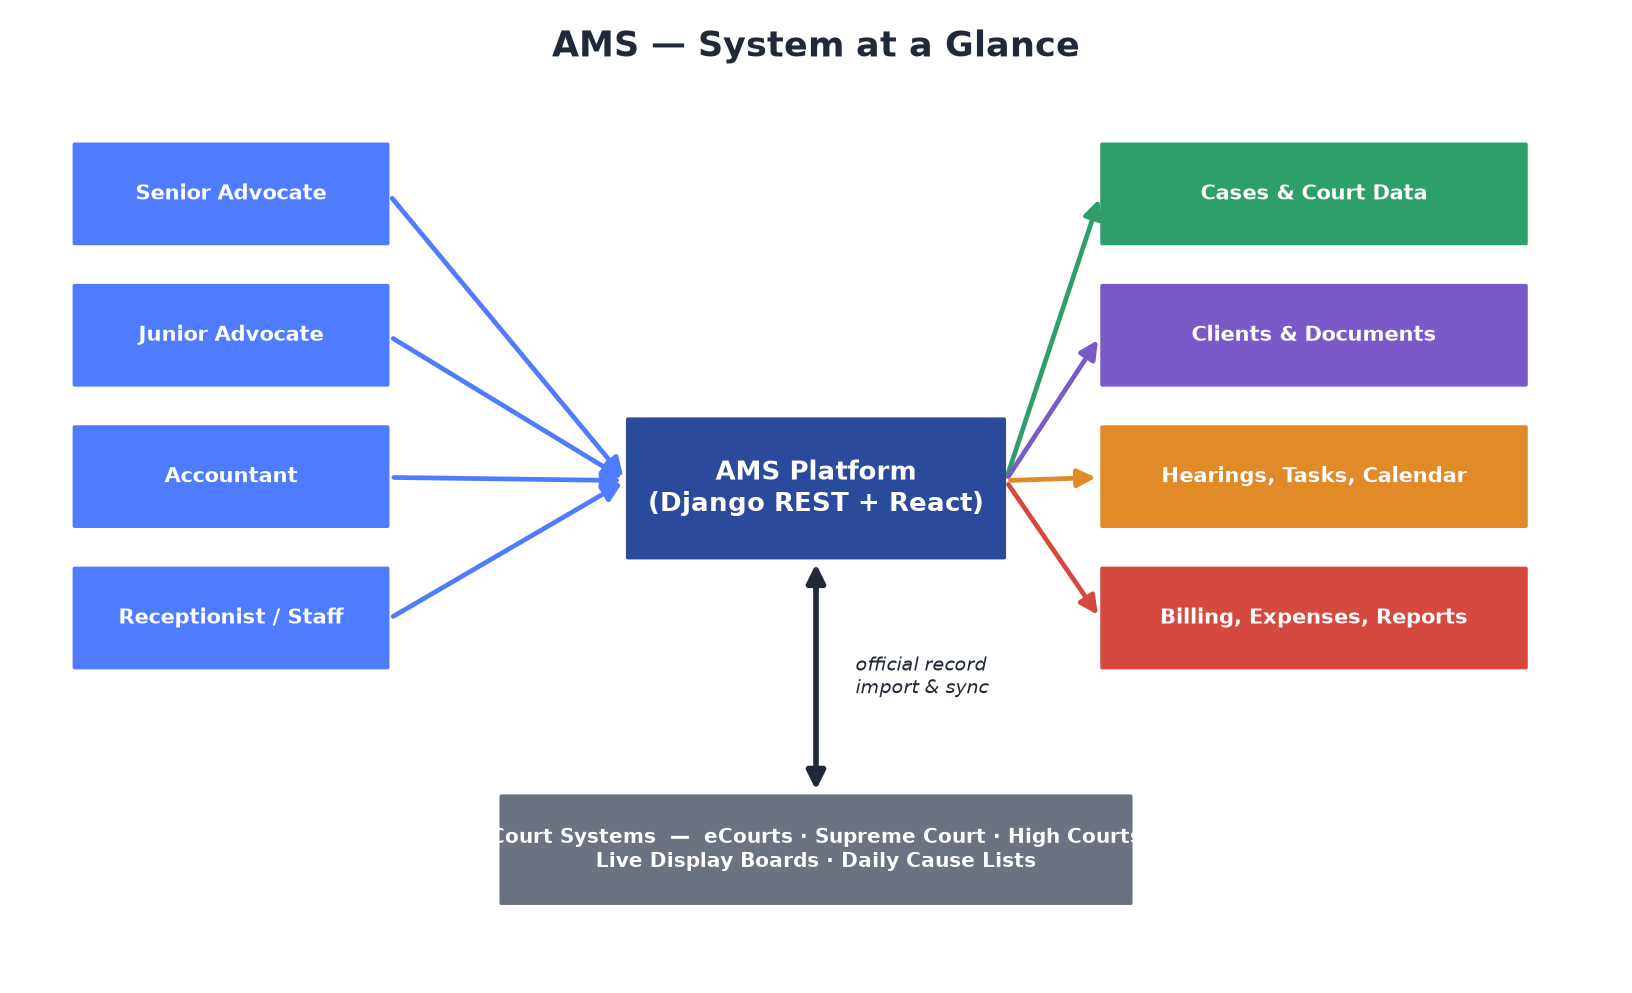 AMS — System at a Glance
Senior Advocate
Junior Advocate
Accountant
Receptionist / Staff
AMS Platform
(Django REST + React)
Cases & Court Data
Clients & Documents
Hearings, Tasks, Calendar
Billing, Expenses, Reports
official record
import & sync
Court Systems — eCourts · Supreme Court · High Courts
Live Display Boards · Daily Cause Lists